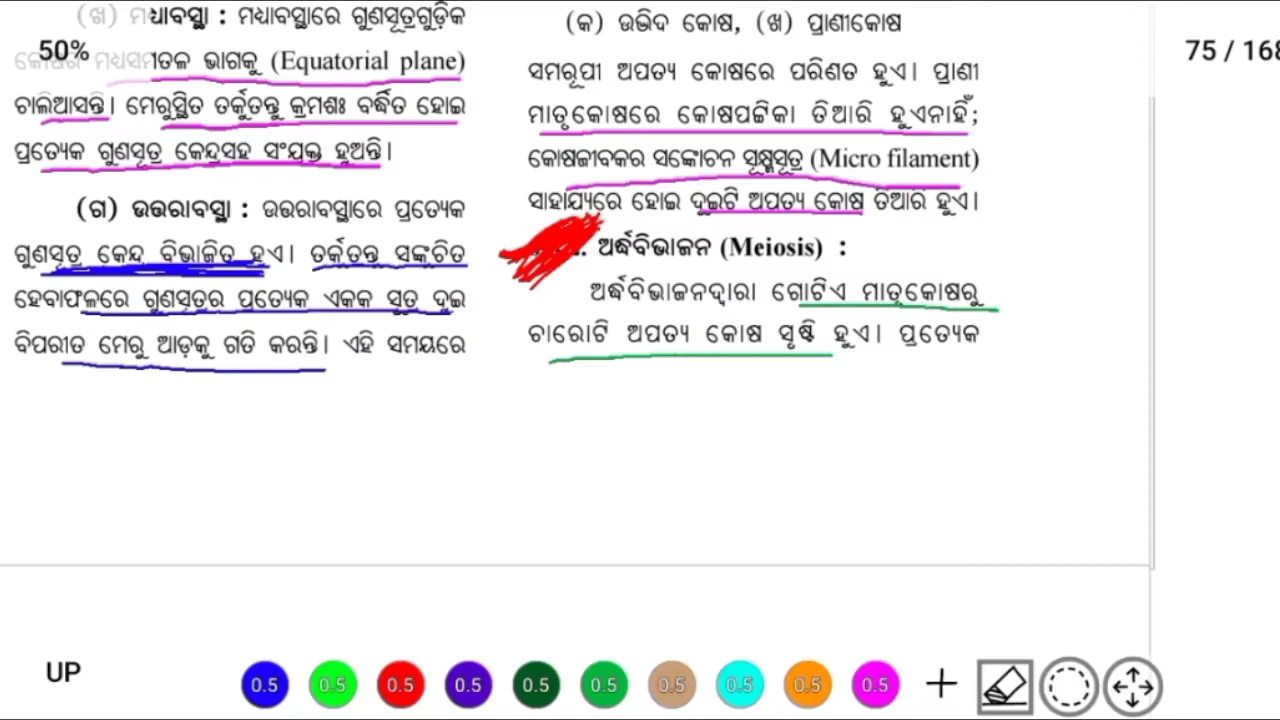 (ଖ) ମଧ୍ୟାବସ୍ଥା : ମଧ୍ୟାବସ୍ଥାରେ ଗୁଣସୂତ୍ରଗୁଡ଼ିକ
କୋଷର ମଧ୍ୟସମତଳ ଭାଗକୁ (Equatorial plane)
ଚାଲିଆସନ୍ତି। ମେରୁସ୍ଥିତ ତର୍କୁତନ୍ତୁ କ୍ରମଶଃ ବର୍ଦ୍ଧିତ ହୋଇ
ପ୍ରତ୍ୟେକ ଗୁଣସୂତ୍ର କେନ୍ଦ୍ରସହ ସଂଯୁକ୍ତ ହୁଅନ୍ତି।
(ଗ) ଉତ୍ତରାବସ୍ଥା : ଉତ୍ତରାବସ୍ଥାରେ ପ୍ରତ୍ୟେକ
ଗୁଣସୂତ୍ର କେନ୍ଦ୍ର ବିଭାଜିତ ହୁଏ। ତର୍କୁତନ୍ତୁ ସଙ୍କୁଚିତ
ହେବାଫଳରେ ଗୁଣସୂତ୍ରର ପ୍ରତ୍ୟେକ ଏକକ ସୂତ୍ର ଦୁଇ
ବିପରୀତ ମେରୁ ଆଡ଼କୁ ଗତି କରନ୍ତି। ଏହି ସମୟରେ
(କ) ଉଦ୍ଭିଦ କୋଷ, (ଖ) ପ୍ରାଣୀକୋଷ
ସମରୂପୀ ଅପତ୍ୟ କୋଷରେ ପରିଣତ ହୁଏ। ପ୍ରାଣୀ
ମାତୃକୋଷରେ କୋଷପଟ୍ଟିକା ତିଆରି ହୁଏନାହିଁ;
କୋଷଜୀବକର ସଙ୍କୋଚନ ସୂକ୍ଷ୍ମସୂତ୍ର (Micro filament)
ସାହାଯ୍ୟରେ ହୋଇ ଦୁଇଟି ଅପତ୍ୟ କୋଷ ତିଆରି ହୁଏ।
ଅର୍ଦ୍ଧବିଭାଜନ (Meiosis) :
ଅର୍ଦ୍ଧବିଭାଜନଦ୍ୱାରା ଗୋଟିଏ ମାତୃକୋଷରୁ
ଚାରୋଟି ଅପତ୍ୟ କୋଷ ସୃଷ୍ଟି ହୁଏ। ପ୍ରତ୍ୟେକ
50%
75 / 168
UP
0.5 0.5 0.5 0.5 0.5 0.5 0.5 0.5 0.5 0.5